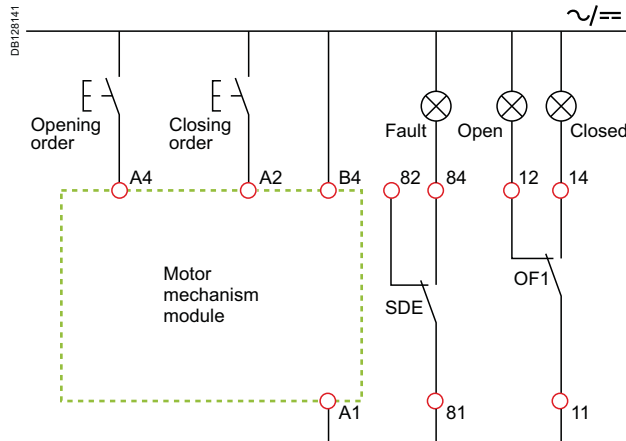 DB128141
~/==
Opening
order
Closing
order
Fault
Open
Closed
A4
A2
B4
82
84
12
14
Motor
mechanism
module
SDE
OF1
A1
81
11